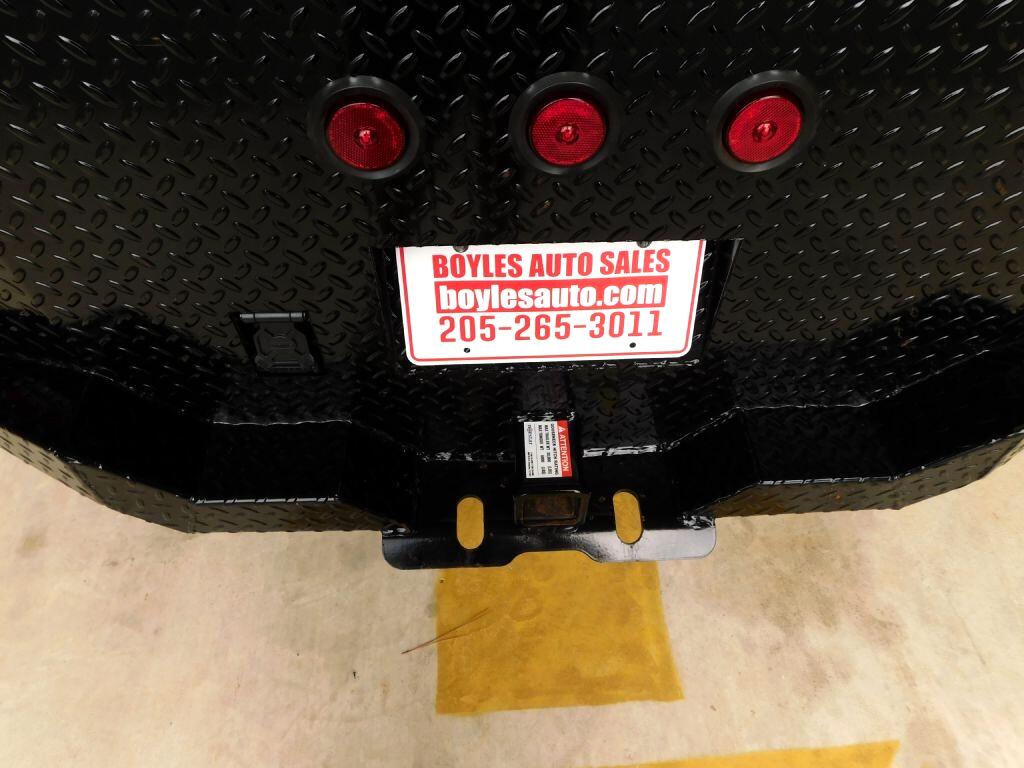 BOYLES AUTO SALES
boylesauto.com
205-265-3011
ATTENTION